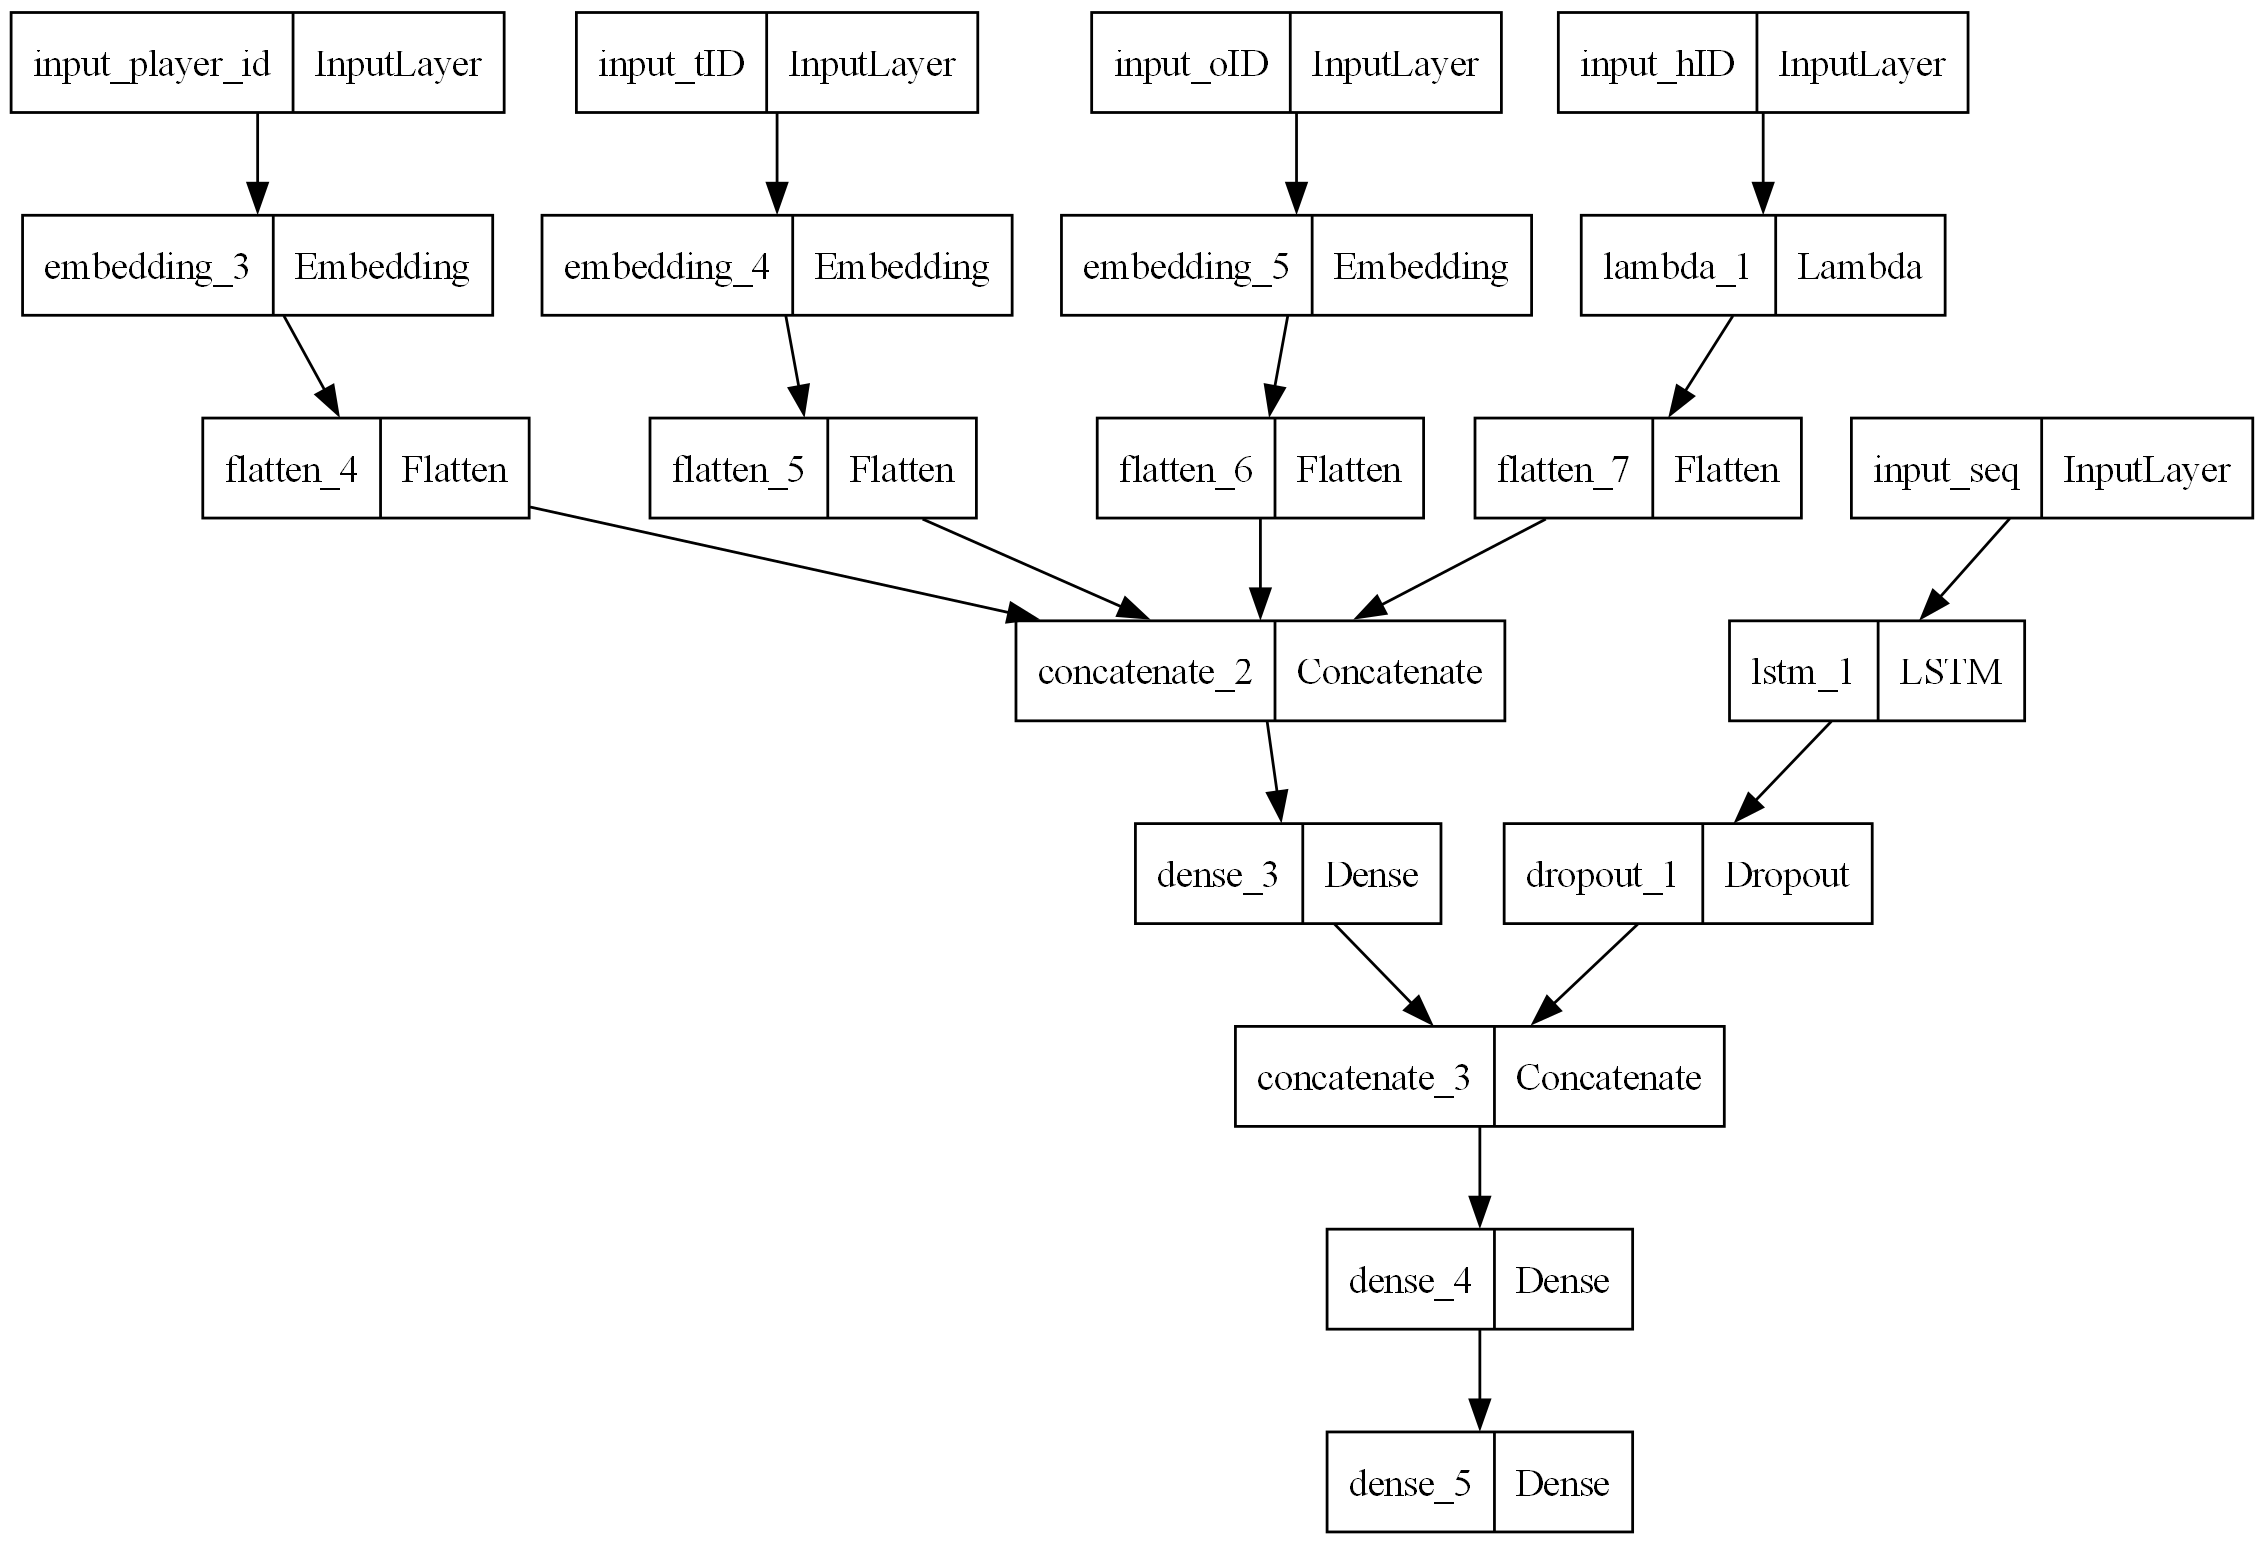 input_player_id InputLayer input_tID InputLayer input_oID InputLayer input_hID InputLayer
embedding_3 Embedding embedding_4 Embedding embedding_5 Embedding lambda_1 Lambda
flatten_4 Flatten flatten_5 Flatten flatten_6 Flatten flatten_7 Flatten input_seq InputLayer
concatenate_2 Concatenate lstm_1 LSTM
dense_3 Dense dropout_1 Dropout
concatenate_3 Concatenate
dense_4 Dense
dense_5 Dense